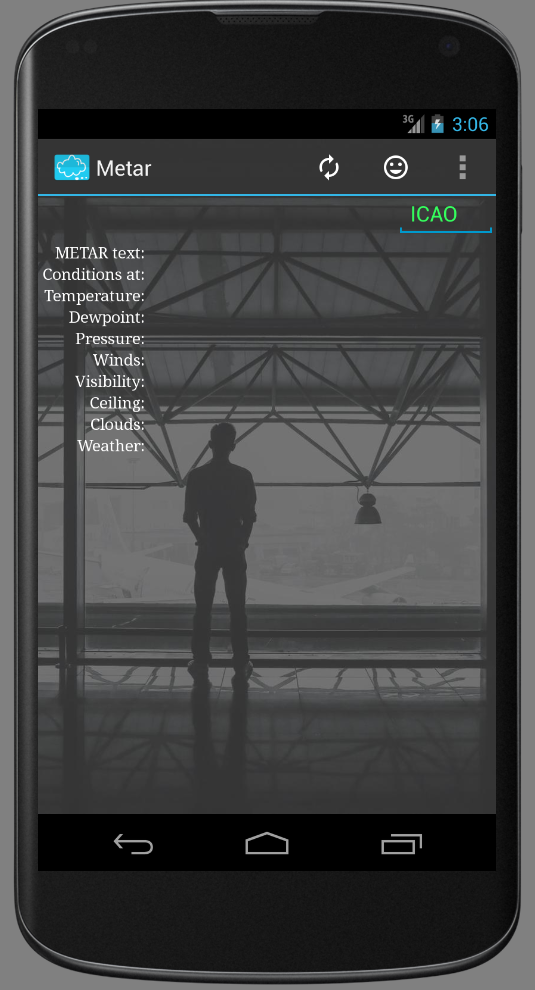 3G 3:06
Metar
ICAO
METAR text:
Conditions at:
Temperature:
Dewpoint:
Pressure:
Winds:
Visibility:
Ceiling:
Clouds:
Weather: